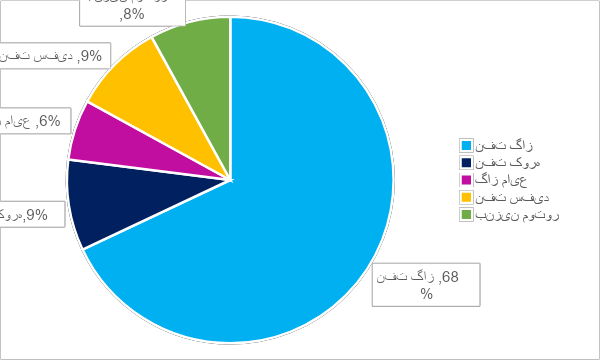 8%,
نفت سفید, 9%
مایع, 6%
کوره, 9%
نفت گاز, 68
%
نفت گاز
نفت کوره
گاز مایع
نفت سفید
بنزین موتور